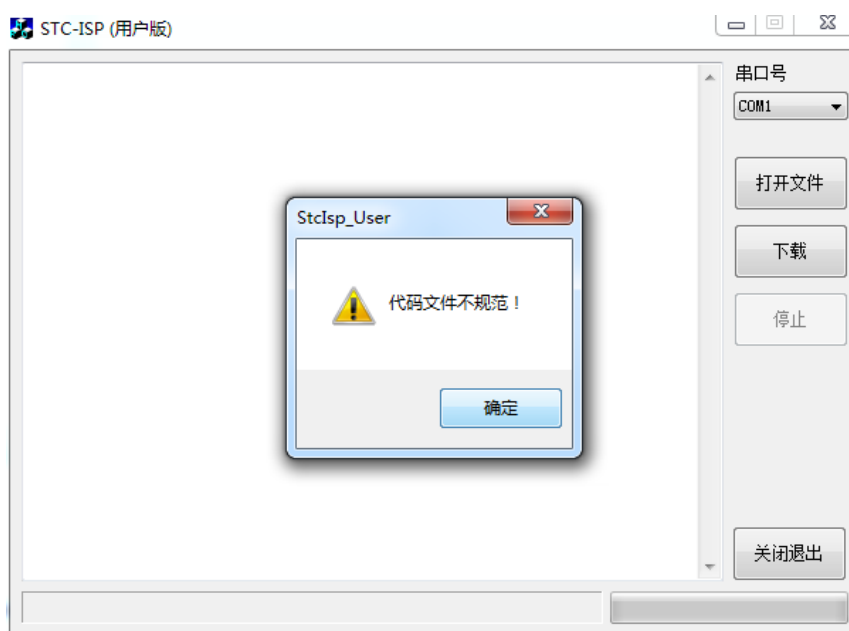 STC-ISP (用户版)
串口号
COM1
打开文件
下载
停止
StcIsp_User
代码文件不规范！
确定
关闭退出